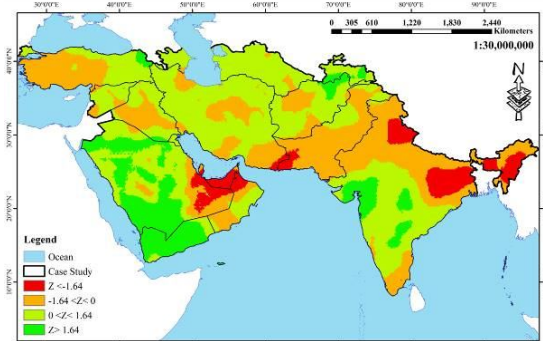 30°0'0"E 40°0'0"E 50°0'0"E 60°0'0"E 70°0'0"E 80°0'0"E 90°0'0"E
0 305 610 1,220 1,830 2,440
Kilometers
1:30,000,000
N
40°0'0"N
30°0'0"N
20°0'0"N
10°0'0"N
Legend
Ocean
Case Study
Z <-1.64
-1.64 <Z< 0
0 <Z< 1.64
Z> 1.64